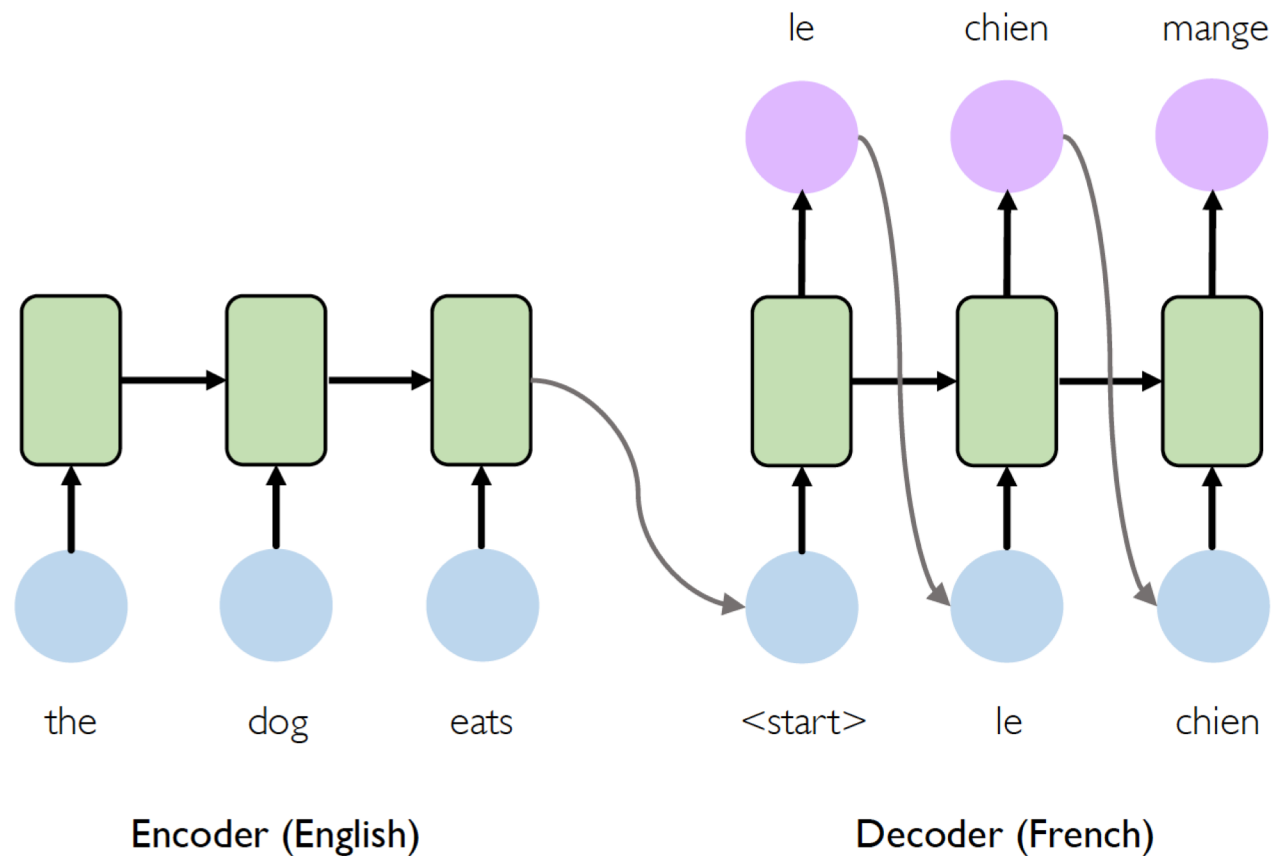 le chien mange
the dog eats <start> le chien
Encoder (English) Decoder (French)